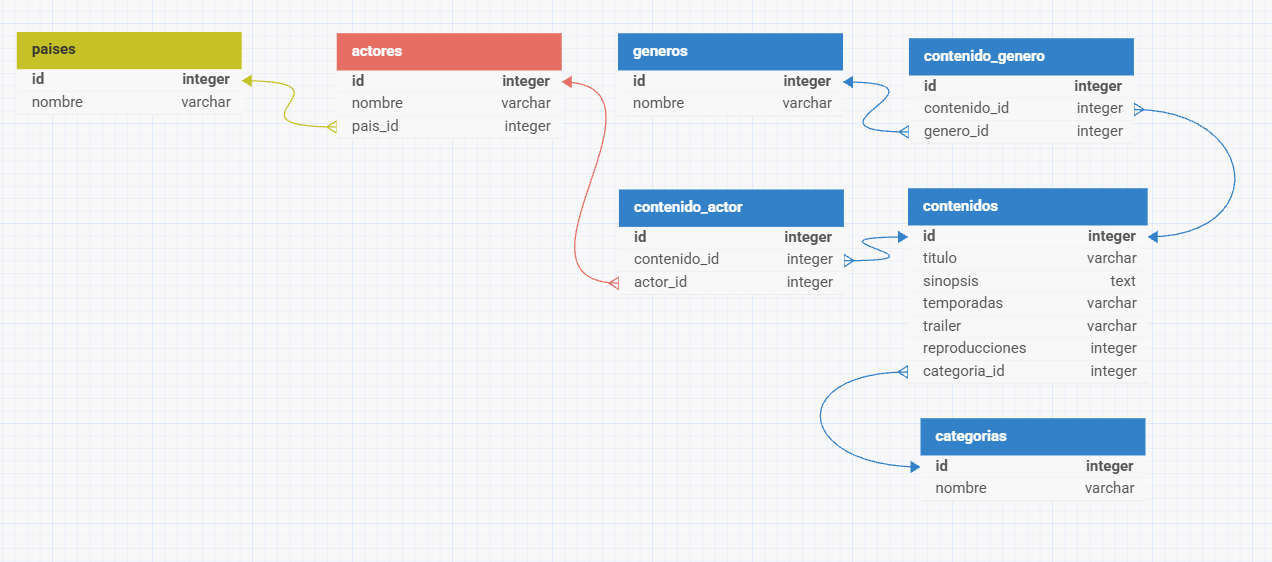 paises
id integer
nombre varchar
actores
id integer
nombre varchar
pais_id integer
generos
id integer
nombre varchar
contenido_genero
id integer
contenido_id integer
genero_id integer
contenido_actor
id integer
contenido_id integer
actor_id integer
contenidos
id integer
titulo varchar
sinopsis text
temporadas varchar
trailer varchar
reproducciones integer
categoria_id integer
categorias
id integer
nombre varchar